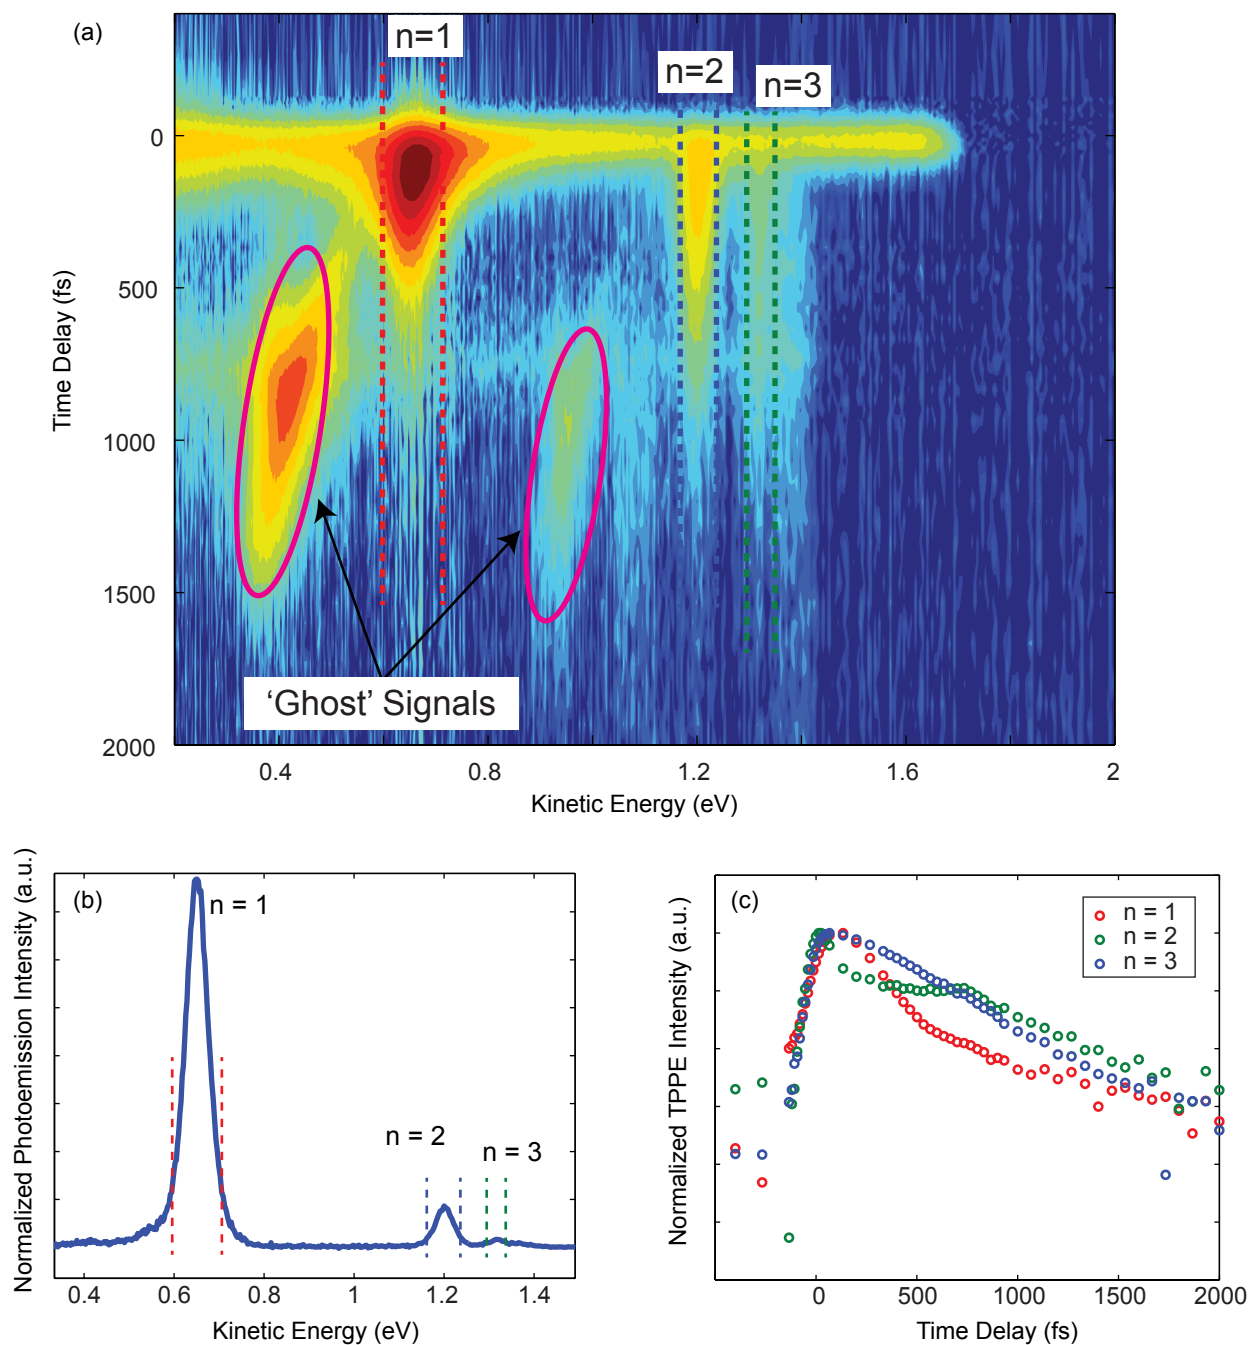 (a)
n=1
n=2
n=3
0
500
1000
1500
2000
Time Delay (fs)
'Ghost' Signals
0.4
0.8
1.2
1.6
2
Kinetic Energy (eV)
(b)
n = 1
n = 2
n = 3
Normalized Photoemission Intensity (a.u.)
0.4
0.6
0.8
1
1.2
1.4
Kinetic Energy (eV)
(c)
n = 1
n = 2
n = 3
Normalized TPPE Intensity (a.u.)
0
500
1000
1500
2000
Time Delay (fs)